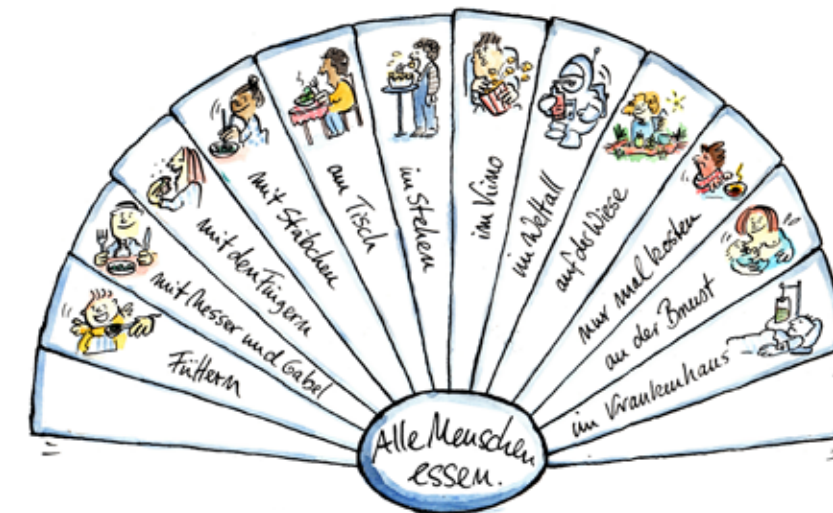 Füttern
mit Messer und Gabel
mit den Fingern
mit Stäbchen
am Tisch
im Stehen
im Kino
im Weltall
auf der Wiese
nur mal kosten
an der Brust
im Krankenhaus
Alle Menschen
essen.